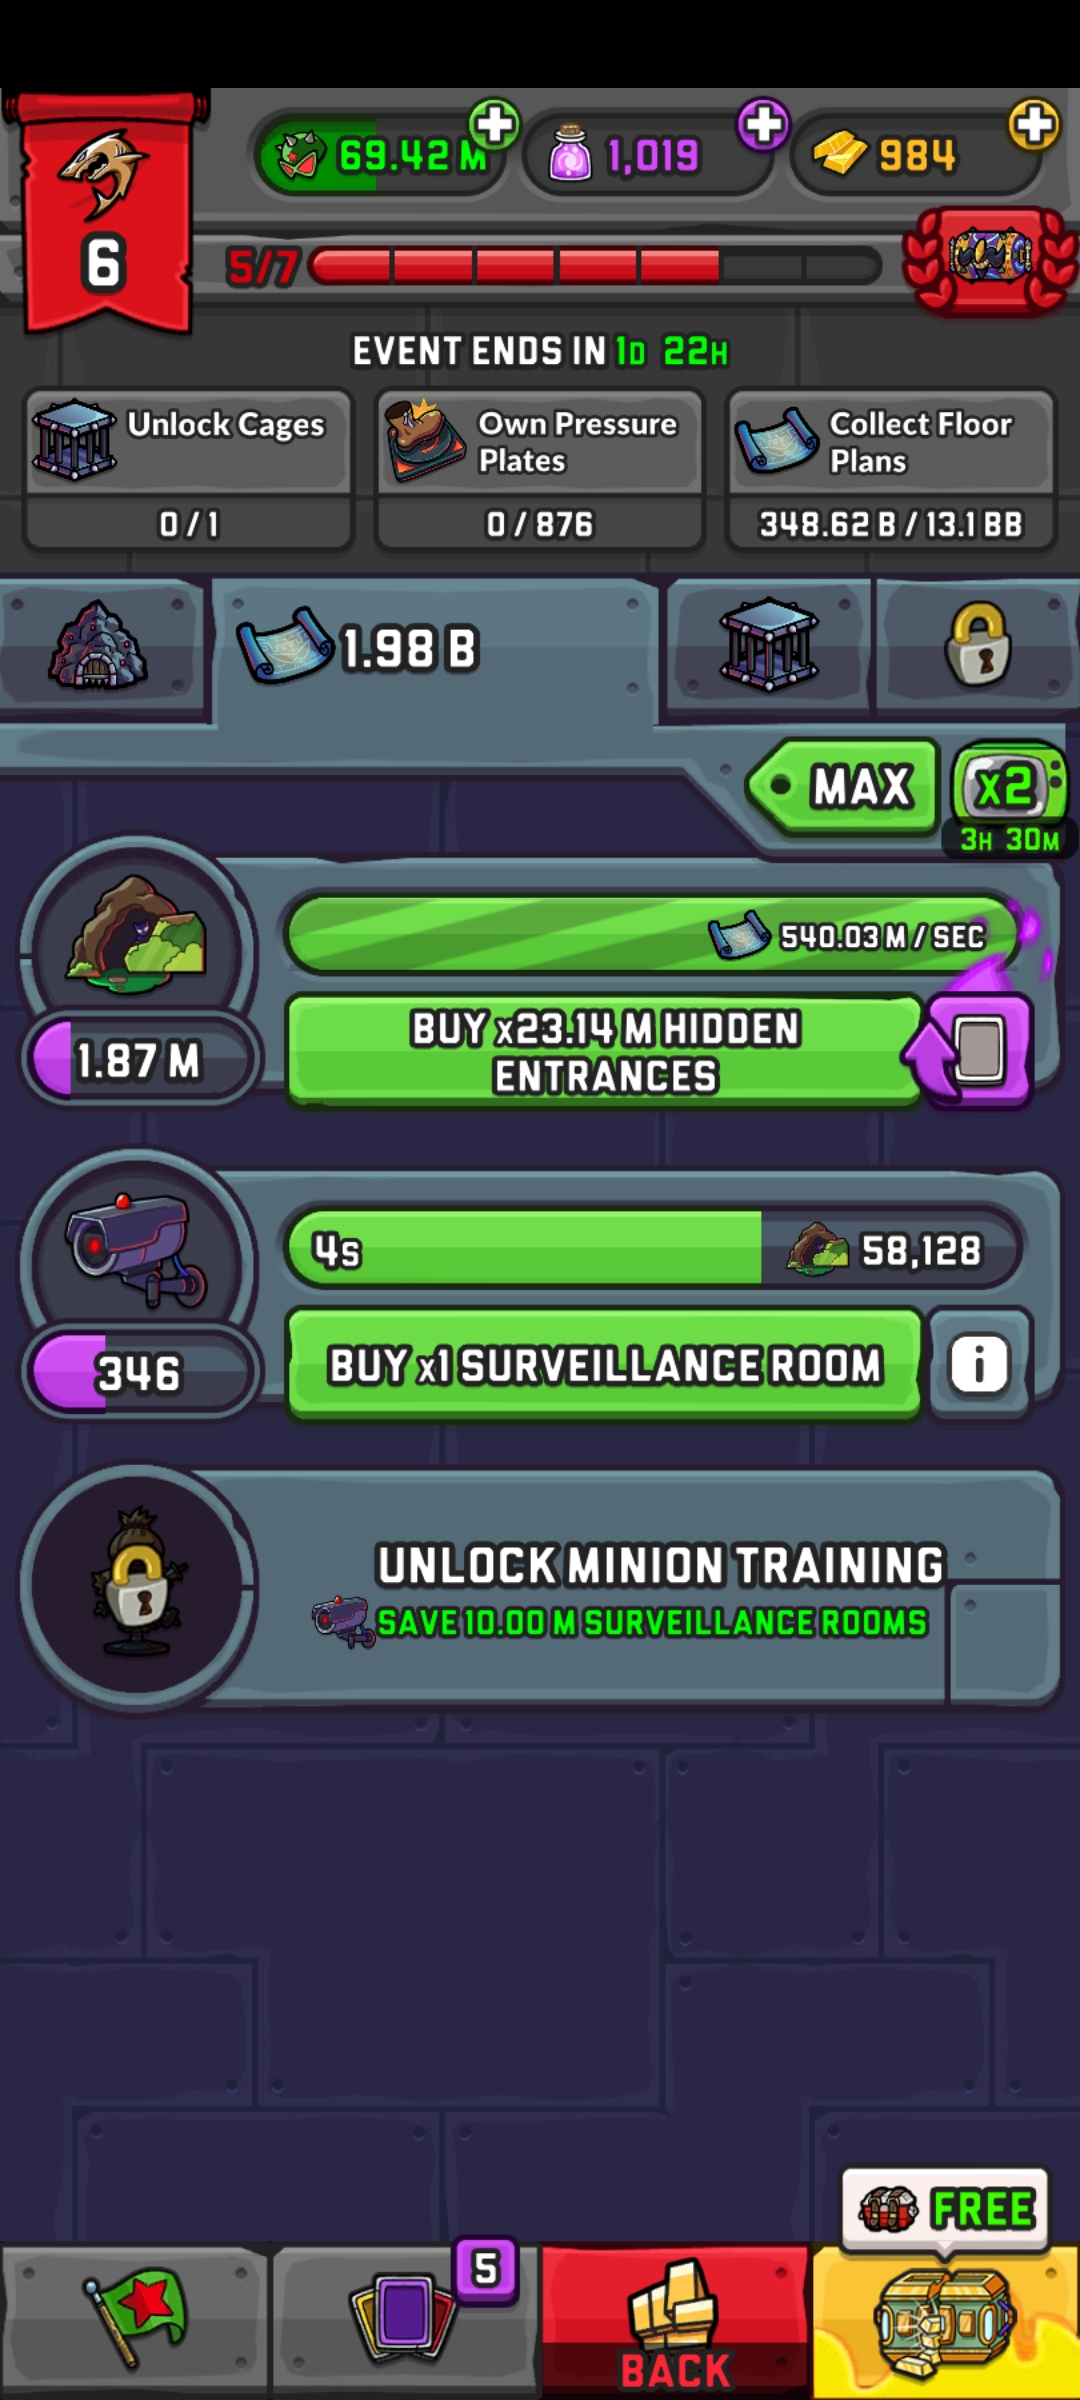 69.42 M
1,019
984
6
5/7
EVENT ENDS IN 1D 22H
Unlock Cages
0 / 1
Own Pressure
Plates
0 / 876
Collect Floor
Plans
348.62 B / 13.1 BB
1.98 B
MAX
x2
3H 30M
540.03 M / SEC
BUY x23.14 M HIDDEN
ENTRANCES
1.87 M
4s
58,128
BUY x1 SURVEILLANCE ROOM
i
346
UNLOCK MINION TRAINING
SAVE 10.00 M SURVEILLANCE ROOMS
FREE
5
BACK